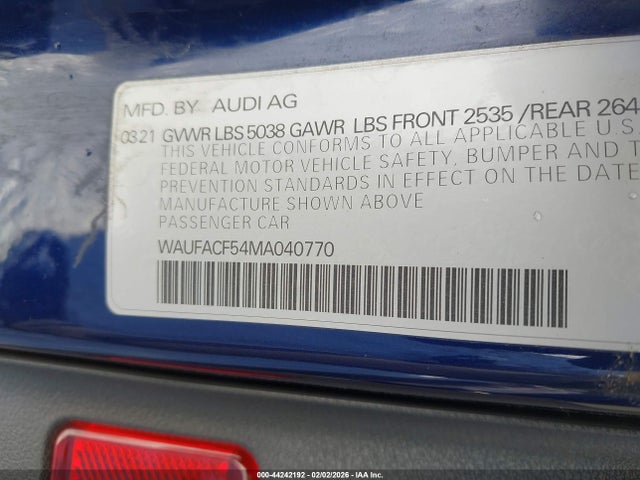 MFD. BY AUDI AG
03 21 GVWR LBS 5038 GAWR LBS FRONT 2535 /REAR 264
THIS VEHICLE CONFORMS TO ALL APPLICABLE U.S
FEDERAL MOTOR VEHICLE SAFETY, BUMPER AND T
PREVENTION STANDARDS IN EFFECT ON THE DATE
MANUFACTURE SHOWN ABOVE
PASSENGER CAR
WAUFACF54MA040770
000-44242192 - 02/02/2026 - IAA Inc.